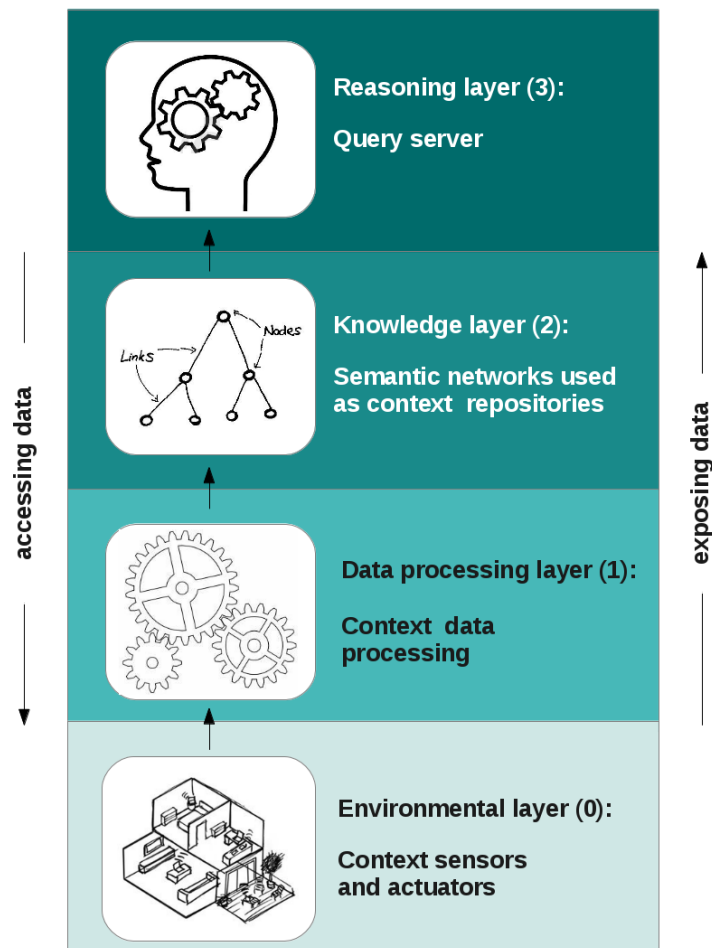 Reasoning layer (3):
Query server
Knowledge layer (2):
Semantic networks used
as context repositories
Links
Nodes
Data processing layer (1):
Context data
processing
Environmental layer (0):
Context sensors
and actuators
accessing data
exposing data